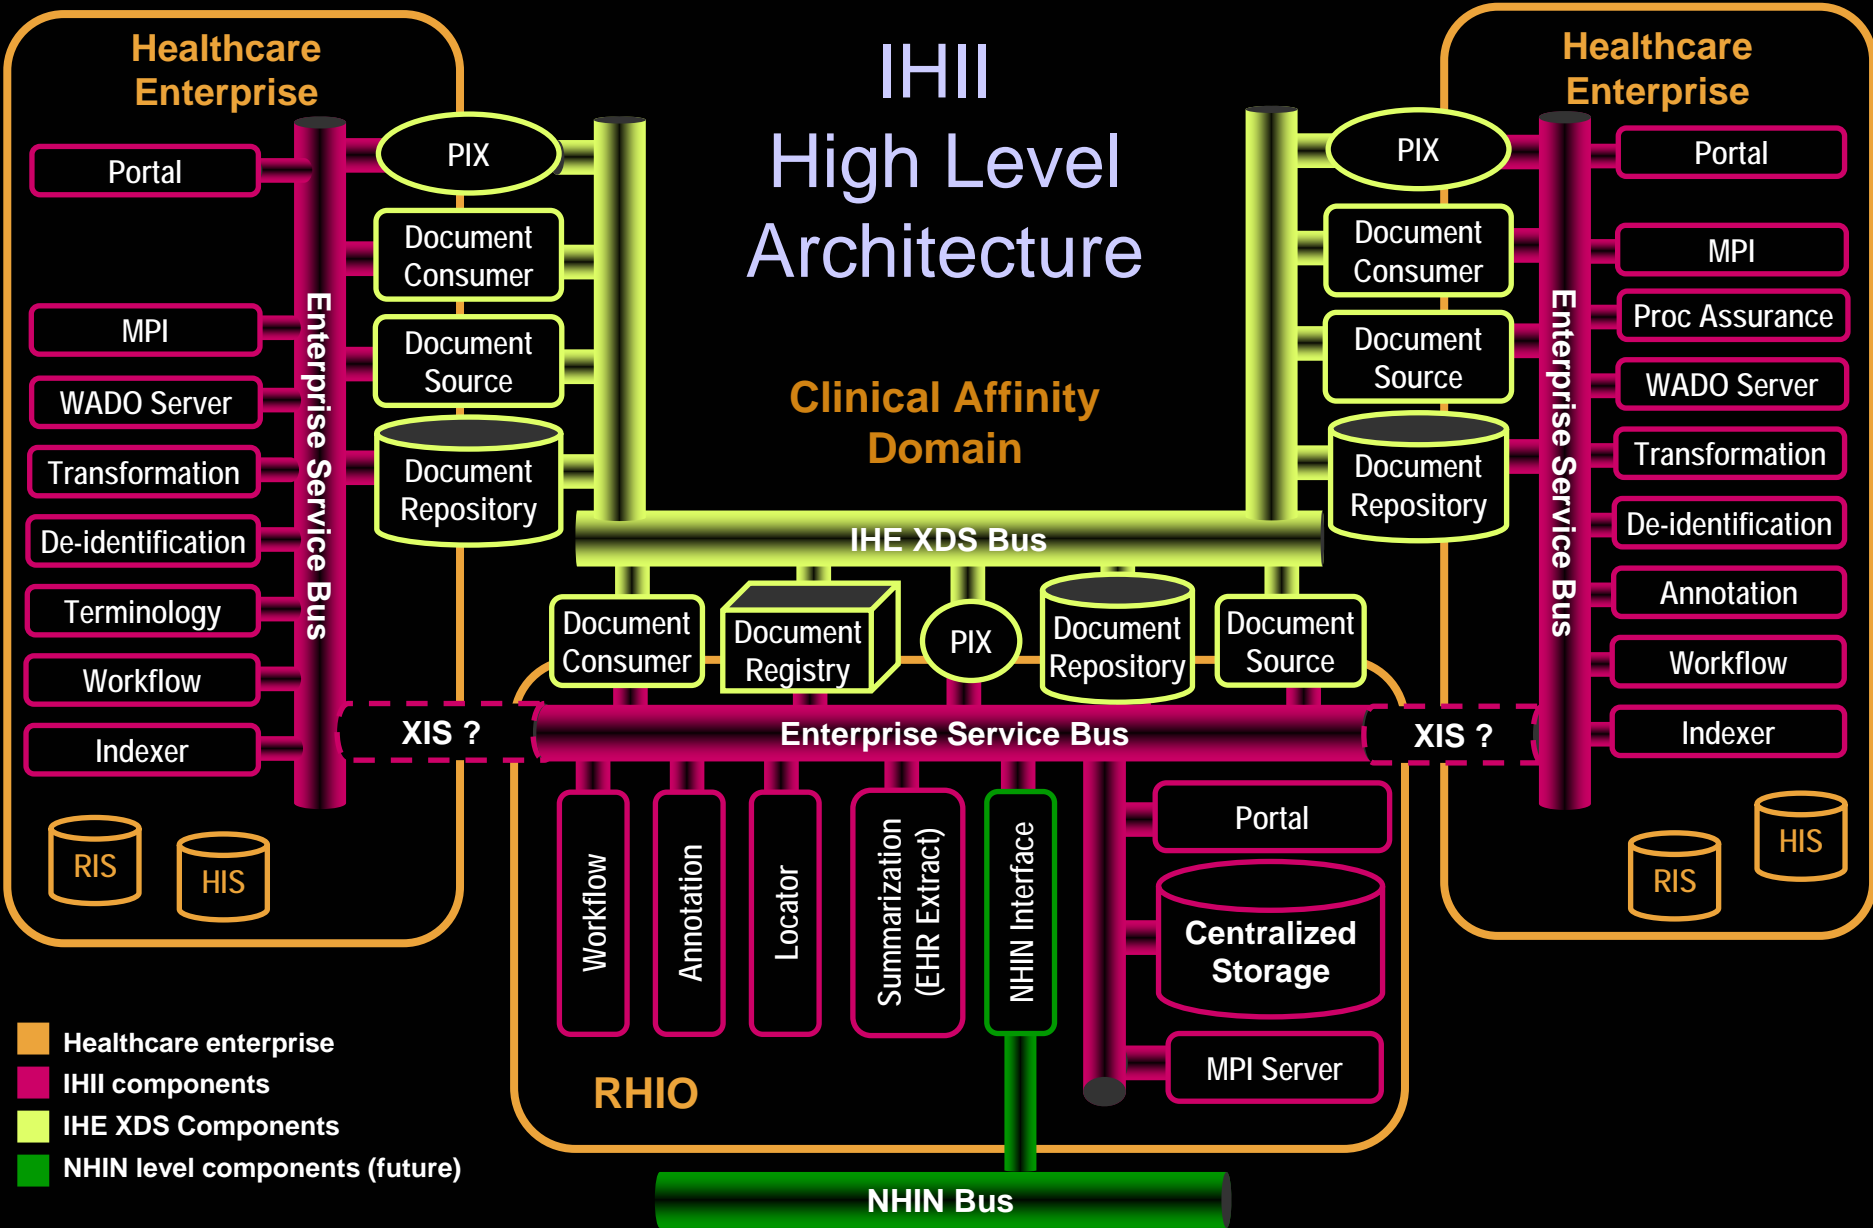 IHII
High Level
Architecture
Clinical Affinity
Domain
Healthcare
Enterprise
Portal
MPI
WADO Server
Transformation
De-identification
Terminology
Workflow
Indexer
Enterprise Service Bus
PIX
Document
Consumer
Document
Source
Document
Repository
RIS
HIS
XIS ?
IHE XDS Bus
Document
Consumer
Document
Registry
PIX
Document
Repository
Document
Source
Enterprise Service Bus
Workflow
Annotation
Locator
Summarization
(EHR Extract)
NHIN Interface
Portal
Centralized
Storage
MPI Server
RHIO
NHIN Bus
XIS ?
Healthcare
Enterprise
PIX
Document
Consumer
Document
Source
Document
Repository
Enterprise Service Bus
Portal
MPI
Proc Assurance
WADO Server
Transformation
De-identification
Annotation
Workflow
Indexer
HIS
RIS
Healthcare enterprise
IHII components
IHE XDS Components
NHIN level components (future)